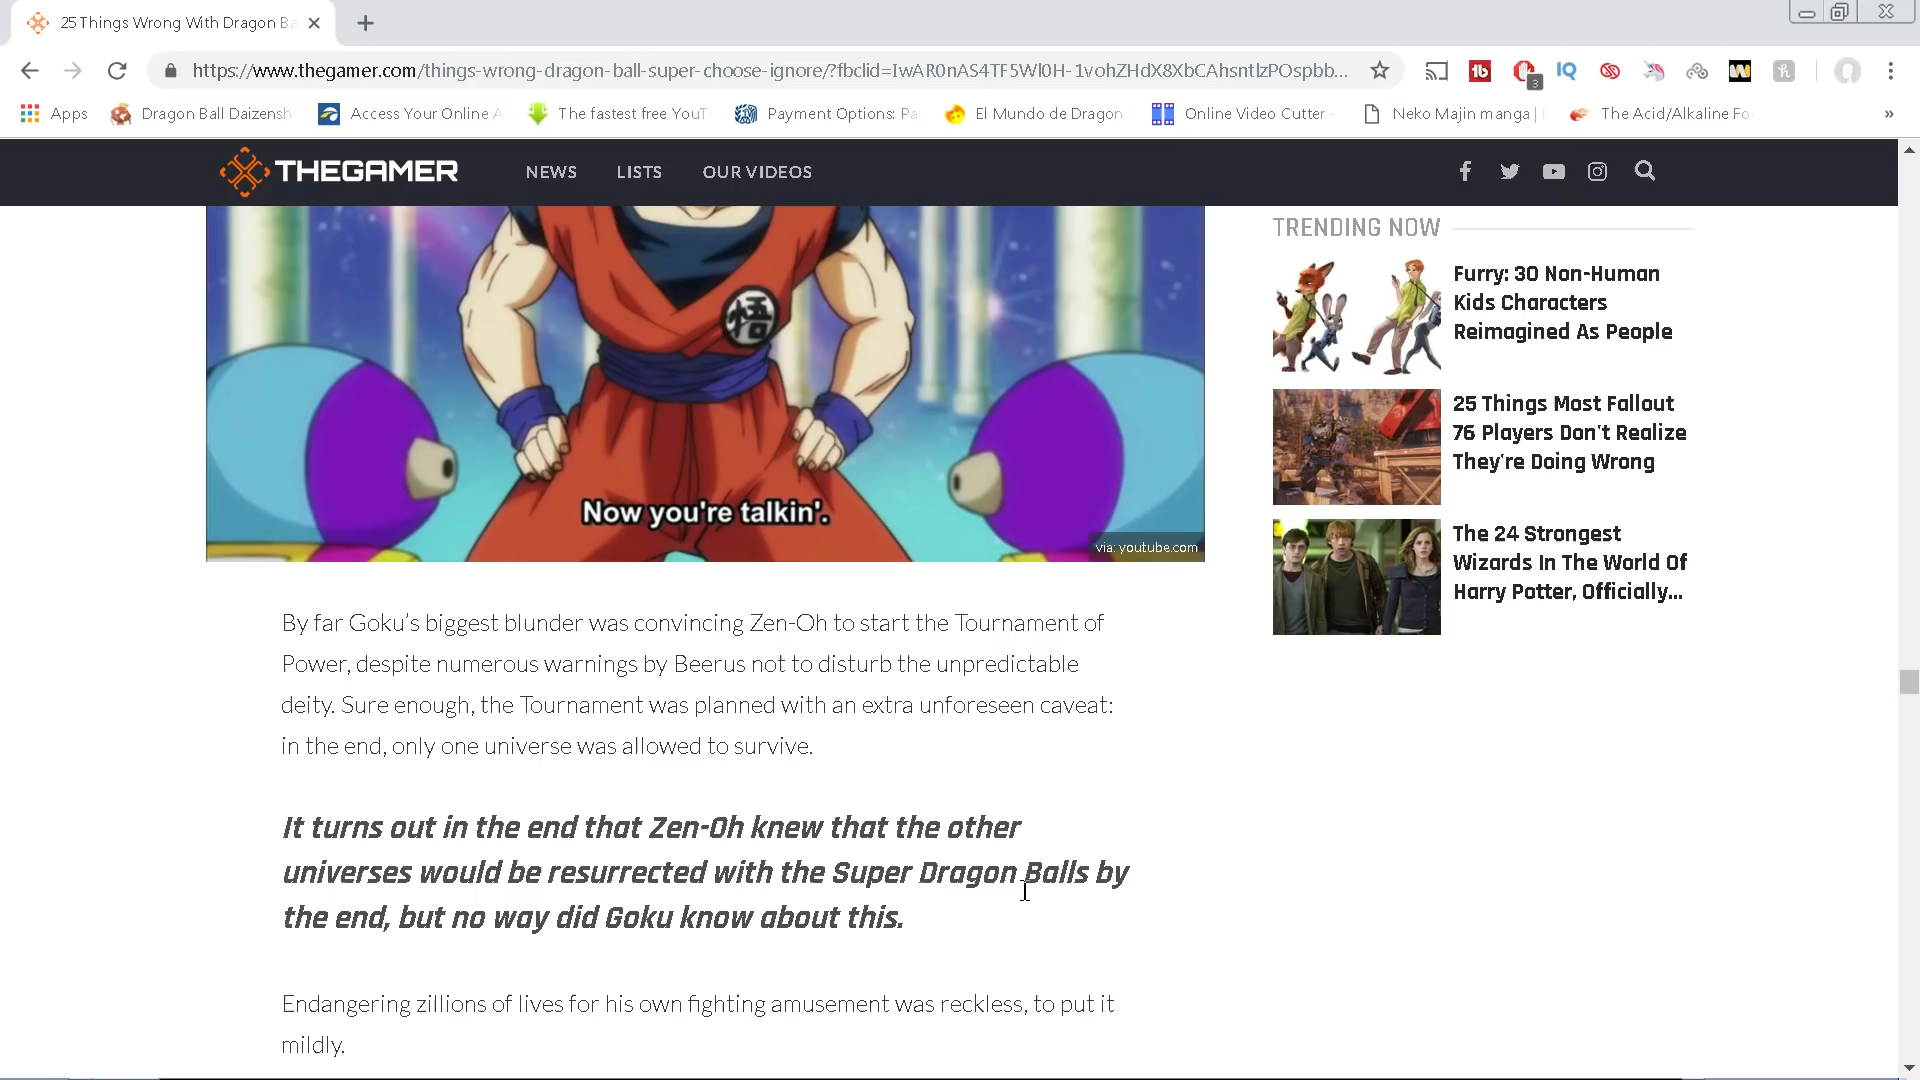 25 Things Wrong With Dragon Ba
https://www.thegamer.com/things-wrong-dragon-ball-super-choose-ignore/?fbclid=IwAR0nAS4TF5Wl0H-1vohZHdX8XbCAhsntlzPOspbb...
3
Apps
Dragon Ball Daizensh
Access Your Online A
The fastest free YouT
Payment Options: Pa
El Mundo de Dragon
Online Video Cutter -
Neko Majin manga |
The Acid/Alkaline Fo
»
THEGAMER
NEWS
LISTS
OUR VIDEOS
悟
Now you're talkin'.
via: youtube.com
By far Goku's biggest blunder was convincing Zen-Oh to start the Tournament of
Power, despite numerous warnings by Beerus not to disturb the unpredictable
deity. Sure enough, the Tournament was planned with an extra unforeseen caveat:
in the end, only one universe was allowed to survive.
It turns out in the end that Zen-Oh knew that the other
universes would be resurrected with the Super Dragon Balls by
the end, but no way did Goku know about this.
Endangering zillions of lives for his own fighting amusement was reckless, to put it
mildly.
TRENDING NOW
Furry: 30 Non-Human
Kids Characters
Reimagined As People
25 Things Most Fallout
76 Players Don't Realize
They're Doing Wrong
The 24 Strongest
Wizards In The World Of
Harry Potter, Officially...